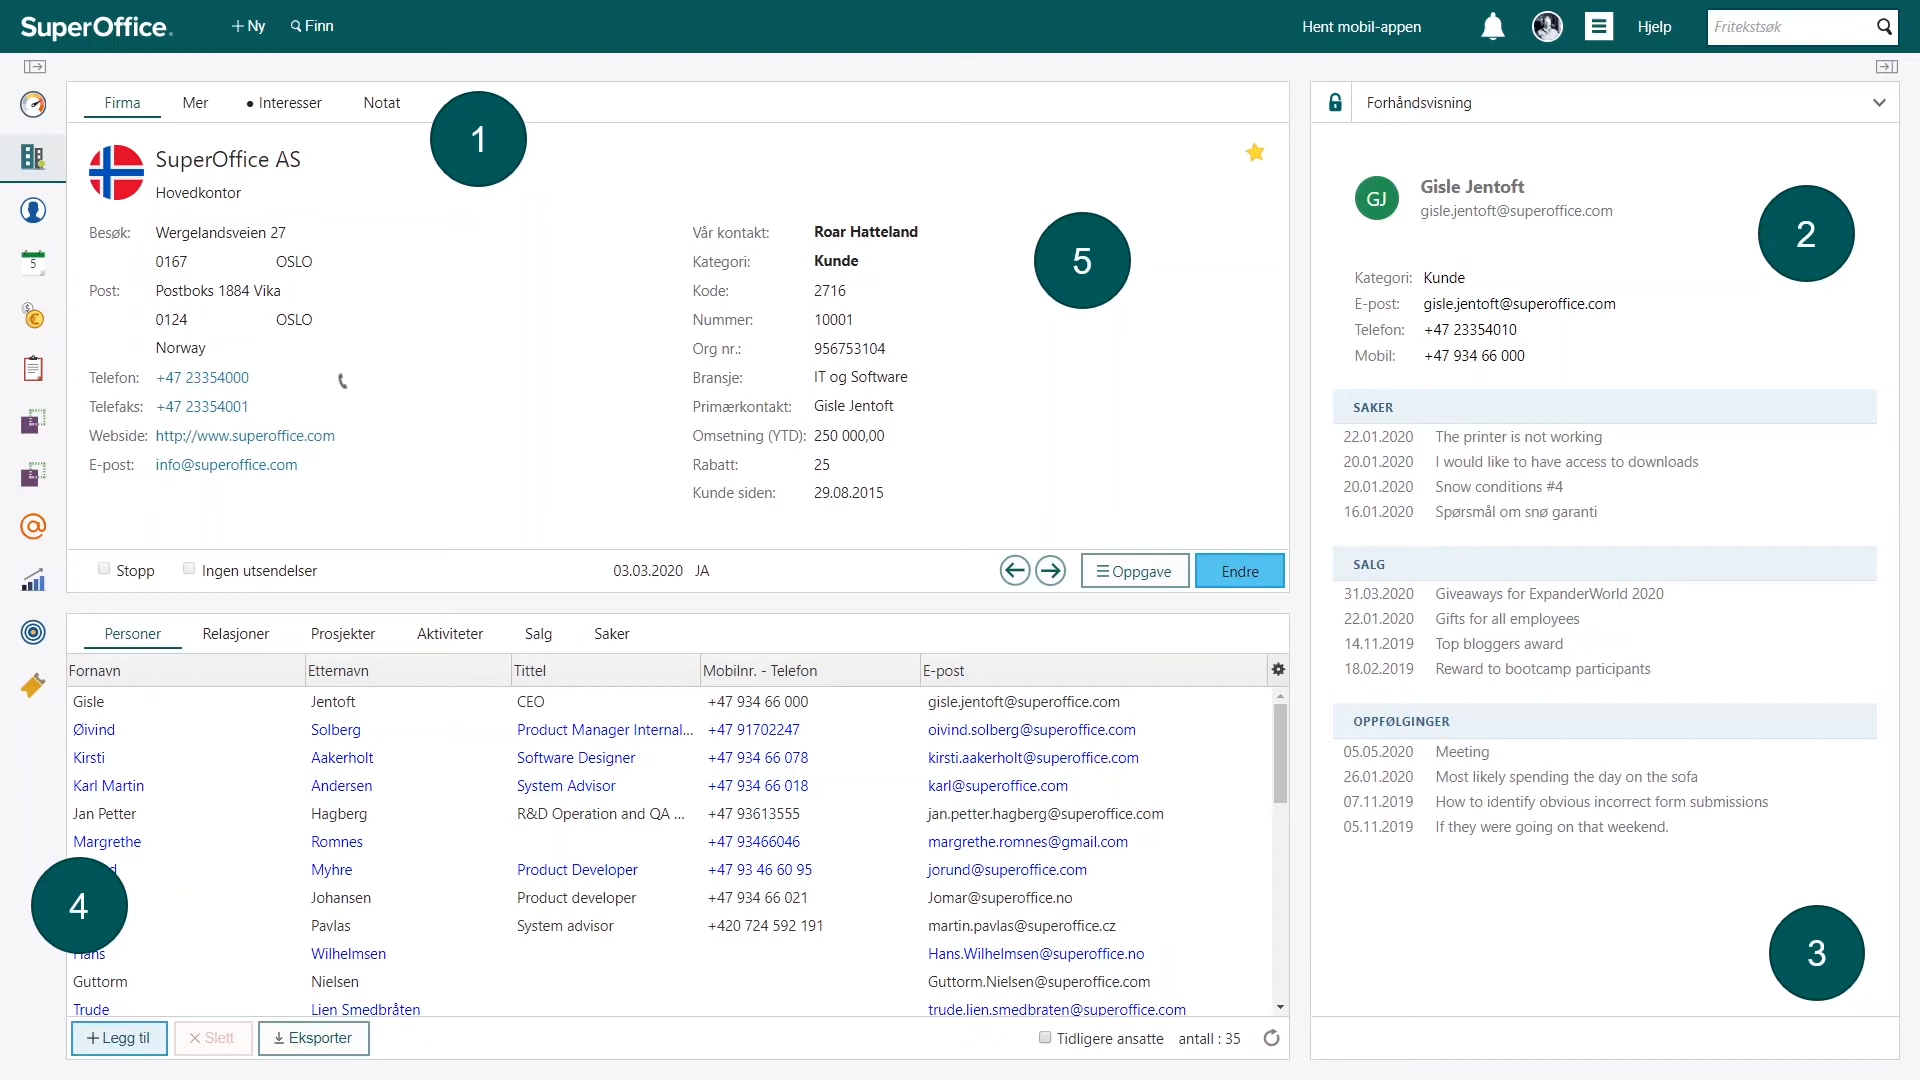 SuperOffice.
+ Ny
Finn
Hent mobil-appen
Hjelp
Fritekstsøk
Firma
Mer
● Interesser
Notat
1
SuperOffice AS
Hovedkontor
Besøk: Wergelandsveien 27
0167 OSLO
Post: Postboks 1884 Vika
0124 OSLO
Norway
Telefon: +47 23354000
Telefaks: +47 23354001
Webside: http://www.superoffice.com
E-post: info@superoffice.com
Vår kontakt: Roar Hatteland
Kategori: Kunde
Kode: 2716
Nummer: 10001
Org nr.: 956753104
Bransje: IT og Software
Primærkontakt: Gisle Jentoft
Omsetning (YTD): 250 000,00
Rabatt: 25
Kunde siden: 29.08.2015
5
Stopp
Ingen utsendelser
03.03.2020 JA
Oppgave
Endre
5
Personer
Relasjoner
Prosjekter
Aktiviteter
Salg
Saker
Fornavn Etternavn Tittel Mobilnr. - Telefon E-post
Gisle Jentoft CEO +47 934 66 000 gisle.jentoft@superoffice.com
Øivind Solberg Product Manager Internal... +47 91702247 oivind.solberg@superoffice.com
Kirsti Aakerholt Software Designer +47 934 66 078 kirsti.aakerholt@superoffice.com
Karl Martin Andersen System Advisor +47 934 66 018 karl@superoffice.com
Jan Petter Hagberg R&D Operation and QA ... +47 93613555 jan.petter.hagberg@superoffice.com
Margrethe Romnes +47 93466046 margrethe.romnes@gmail.com
Myhre Product Developer +47 93 46 60 95 jorund@superoffice.com
Johansen Product developer +47 934 66 021 Jomar@superoffice.no
Pavlas System advisor +420 724 592 191 martin.pavlas@superoffice.cz
Hans Wilhelmsen Hans.Wilhelmsen@superoffice.no
Guttorm Nielsen Guttorm.Nielsen@superoffice.com
Trude Lien Smedbråten trude.lien.smedbraten@superoffice.com
4
+ Legg til
× Slett
Eksporter
Tidligere ansatte
antall : 35
Forhåndsvisning
GJ
Gisle Jentoft
gisle.jentoft@superoffice.com
2
Kategori: Kunde
E-post: gisle.jentoft@superoffice.com
Telefon: +47 23354010
Mobil: +47 934 66 000
SAKER
22.01.2020 The printer is not working
20.01.2020 I would like to have access to downloads
20.01.2020 Snow conditions #4
16.01.2020 Spørsmål om snø garanti
SALG
31.03.2020 Giveaways for ExpanderWorld 2020
22.01.2020 Gifts for all employees
14.11.2019 Top bloggers award
18.02.2019 Reward to bootcamp participants
OPPFØLGINGER
05.05.2020 Meeting
26.01.2020 Most likely spending the day on the sofa
07.11.2019 How to identify obvious incorrect form submissions
05.11.2019 If they were going on that weekend.
3